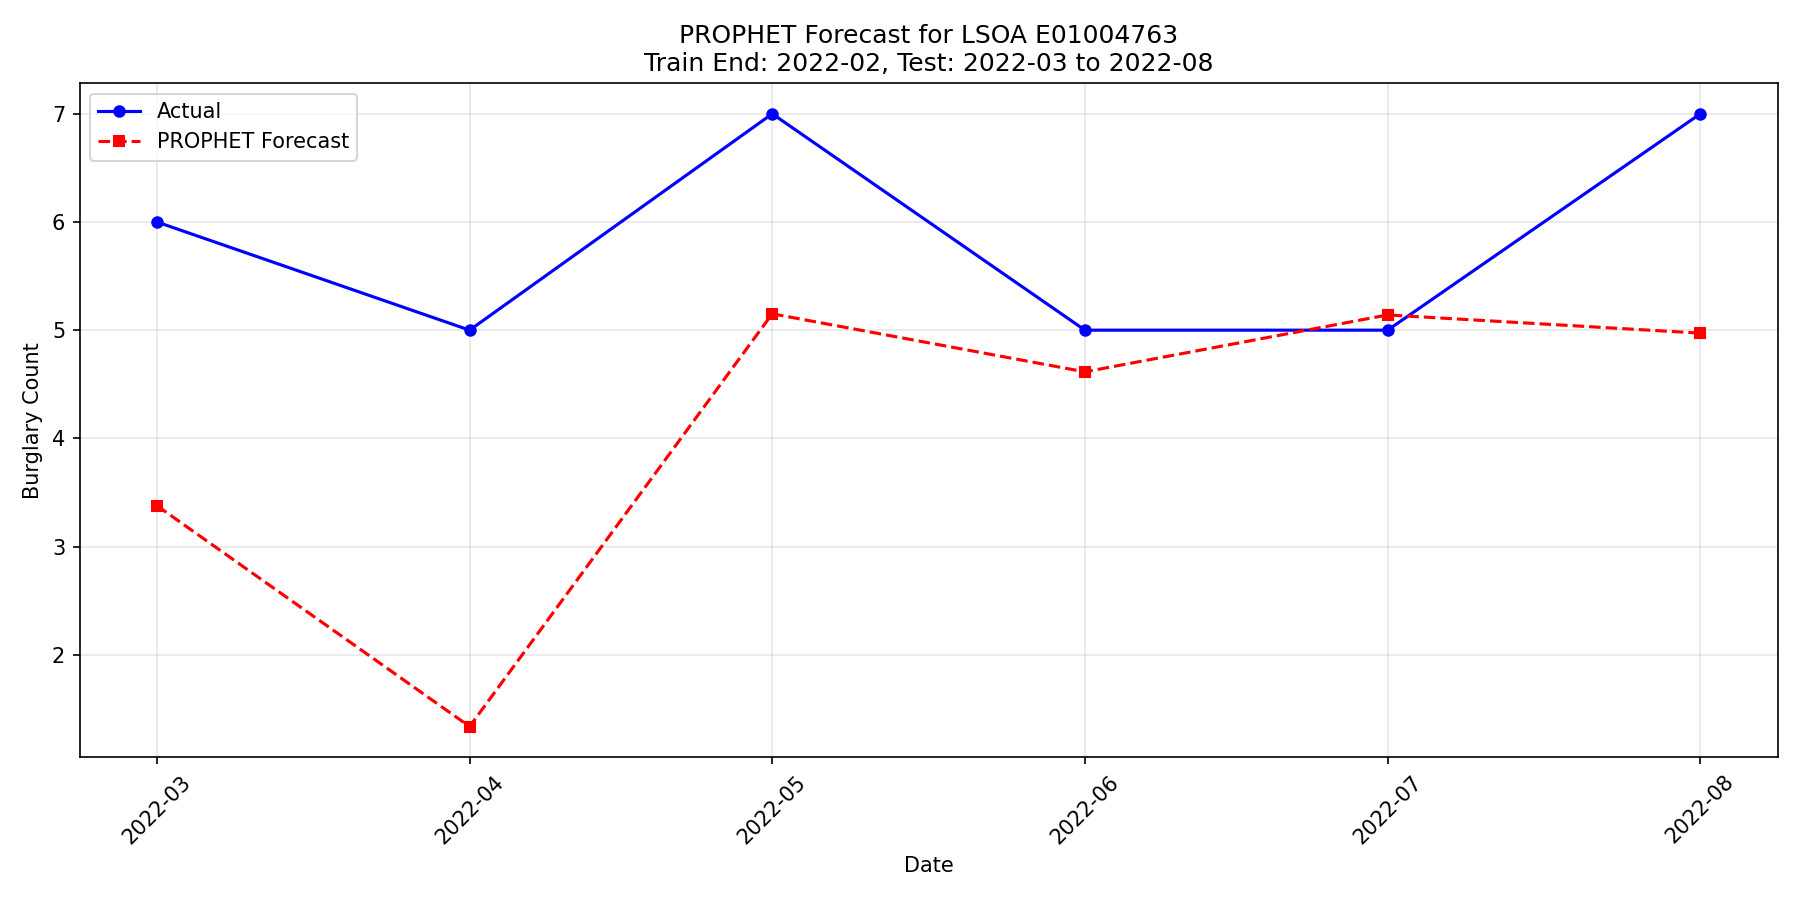 PROPHET Forecast for LSOA E01004763
Train End: 2022-02, Test: 2022-03 to 2022-08
Actual
PROPHET Forecast
Burglary Count
7
6
5
4
3
2
2022-03
2022-04
2022-05
2022-06
2022-07
2022-08
Date